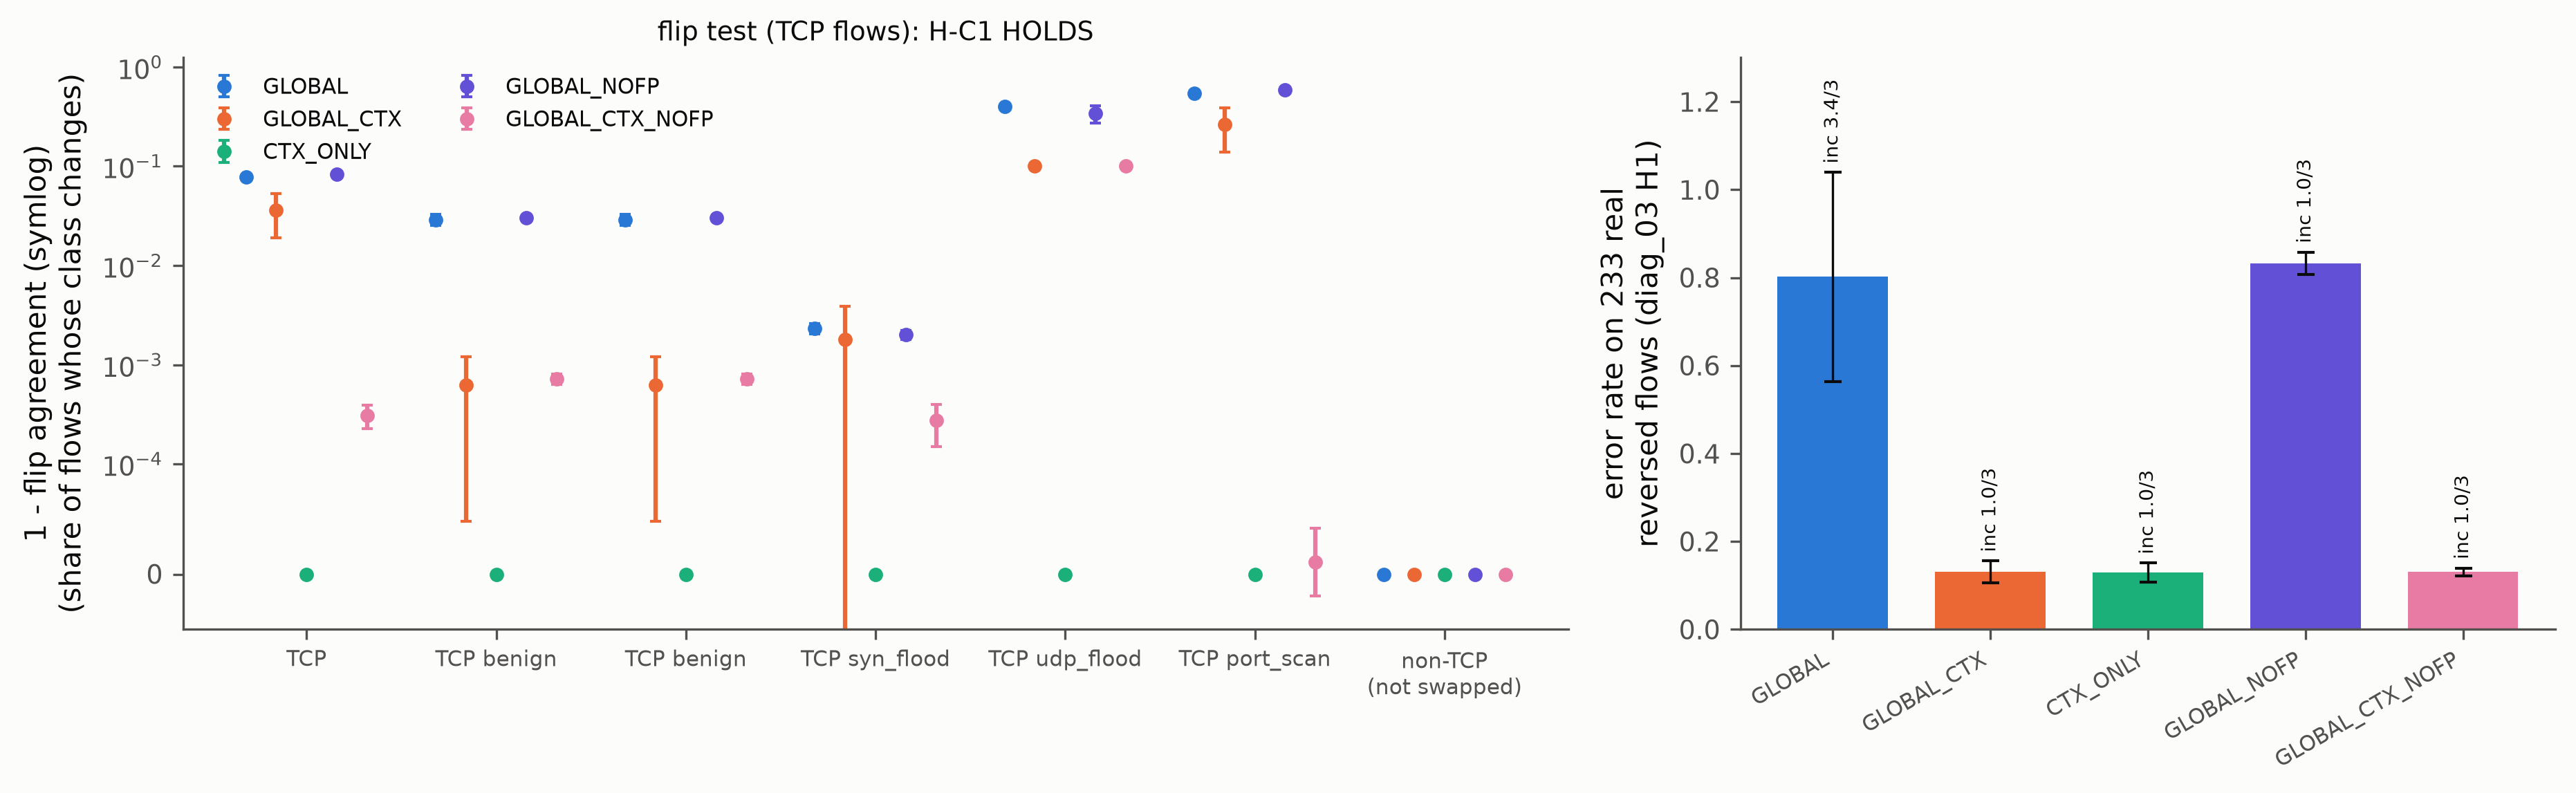 flip test (TCP flows): H-C1 HOLDS
1 - flip agreement (symlog)
(share of flows whose class changes)
10⁰
10⁻¹
10⁻²
10⁻³
10⁻⁴
0
GLOBAL
GLOBAL_CTX
CTX_ONLY
GLOBAL_NOFP
GLOBAL_CTX_NOFP
TCP
TCP benign
TCP benign
TCP syn_flood
TCP udp_flood
TCP port_scan
non-TCP
(not swapped)
error rate on 233 real
reversed flows (diag_03 H1)
1.2
1.0
0.8
0.6
0.4
0.2
0.0
inc 3.4/3
inc 1.0/3
inc 1.0/3
inc 1.0/3
inc 1.0/3
GLOBAL
GLOBAL_CTX
CTX_ONLY
GLOBAL_NOFP
GLOBAL_CTX_NOFP